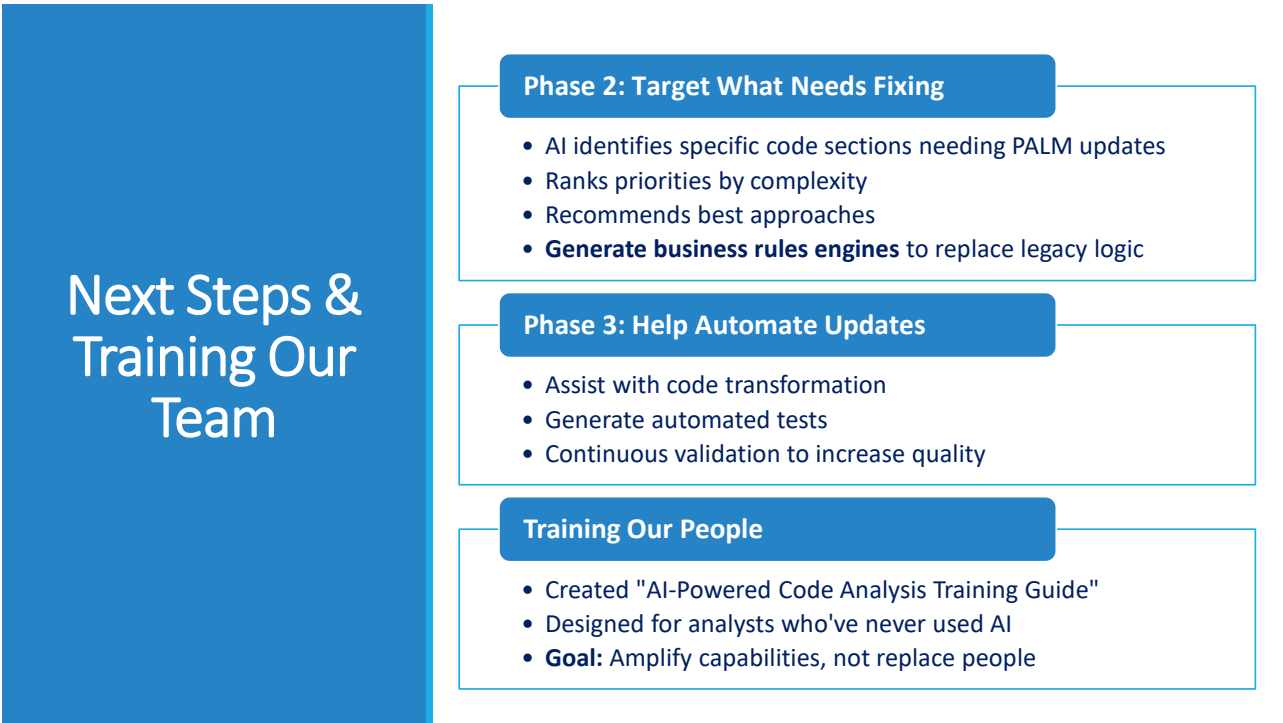 Next Steps &
Training Our
Team
Phase 2: Target What Needs Fixing
• AI identifies specific code sections needing PALM updates
• Ranks priorities by complexity
• Recommends best approaches
• Generate business rules engines to replace legacy logic
Phase 3: Help Automate Updates
• Assist with code transformation
• Generate automated tests
• Continuous validation to increase quality
Training Our People
• Created "AI-Powered Code Analysis Training Guide"
• Designed for analysts who've never used AI
• Goal: Amplify capabilities, not replace people